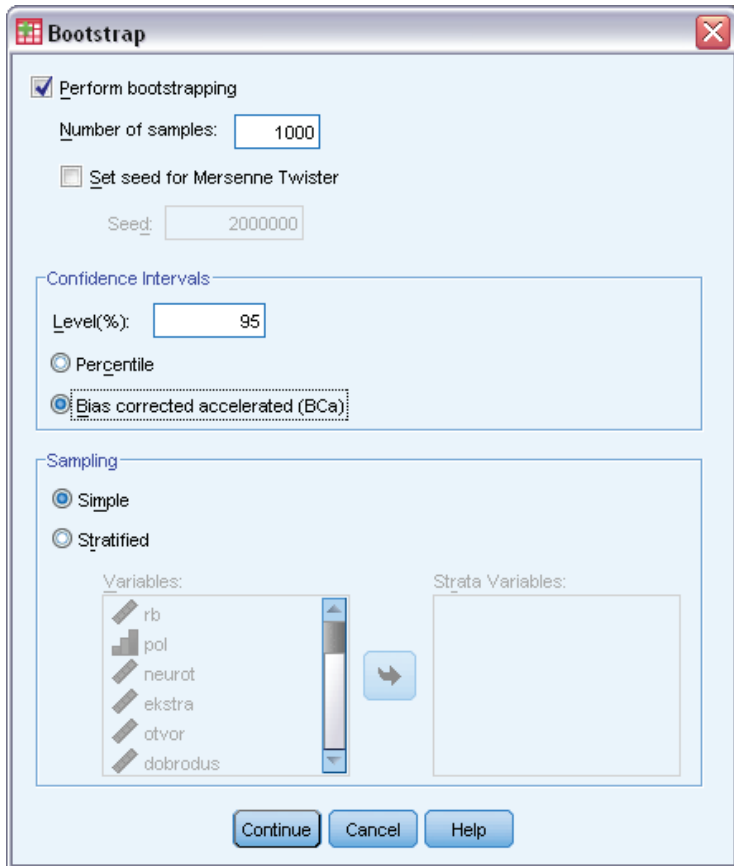 Bootstrap
Perform bootstrapping
Number of samples: 1000
Set seed for Mersenne Twister
Seed: 2000000
Confidence Intervals
Level(%): 95
Percentile
Bias corrected accelerated (BCa)
Sampling
Simple
Stratified
Variables: Strata Variables:
rb
pol
neurot
ekstra
otvor
dobrodus
Continue Cancel Help